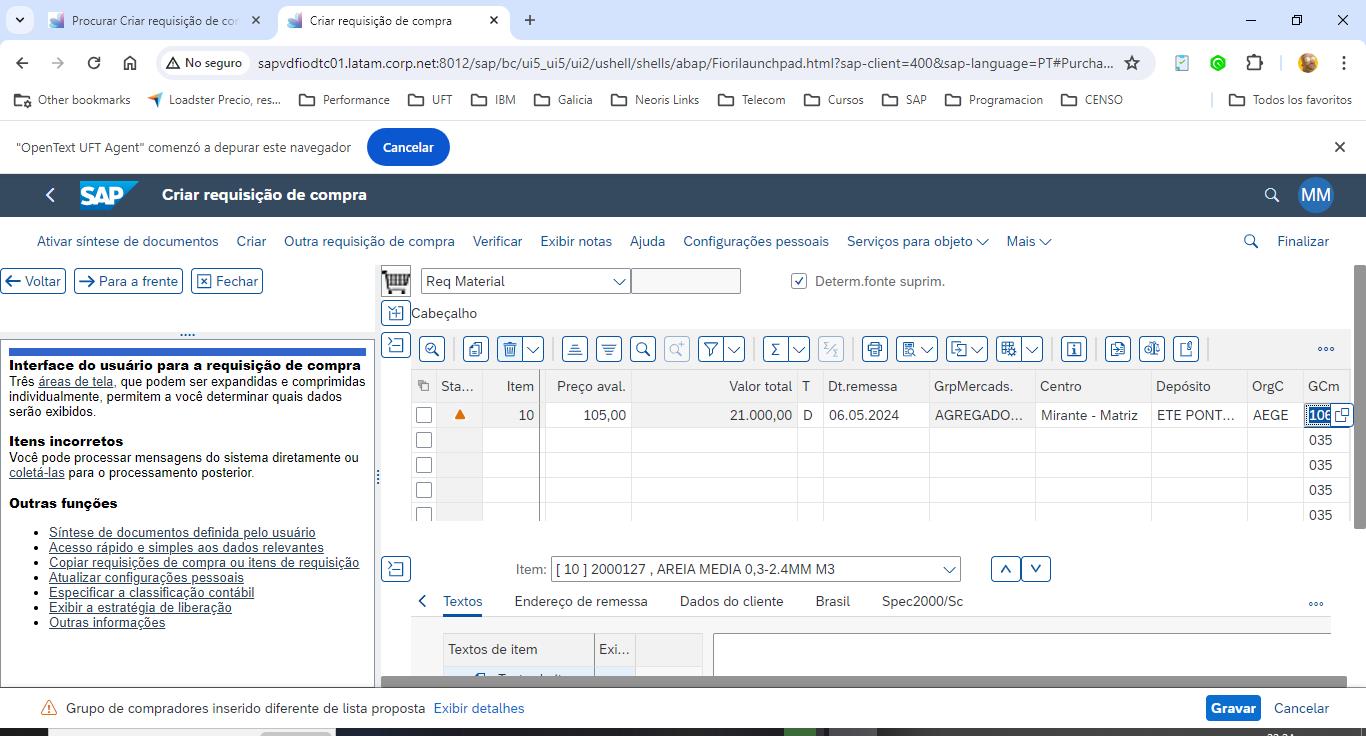 Procurar Criar requisição de co
Criar requisição de compra
No seguro
sapvdfiodtc01.latam.corp.net:8012/sap/bc/ui5_ui5/ui2/ushell/shells/abap/Fiorilaunchpad.html?sap-client=400&sap-language=PT#Purcha...
Other bookmarks
Loadster Precio, res...
Performance
UFT
IBM
Galicia
Neoris Links
Telecom
Cursos
SAP
Programacion
CENSO
Todos los favoritos
"OpenText UFT Agent" comenzó a depurar este navegador
Cancelar
SAP
Criar requisição de compra
MM
Ativar síntese de documentos
Criar
Outra requisição de compra
Verificar
Exibir notas
Ajuda
Configurações pessoais
Serviços para objeto
Mais
Finalizar
Voltar
Para a frente
Fechar
Req Material
Determ.fonte suprim.
Cabeçalho
Interface do usuário para a requisição de compra
Três áreas de tela, que podem ser expandidas e comprimidas
individualmente, permitem a você determinar quais dados
serão exibidos.
Itens incorretos
Você pode processar mensagens do sistema diretamente ou
coletá-las para o processamento posterior.
Outras funções
Síntese de documentos definida pelo usuário
Acesso rápido e simples aos dados relevantes
Copiar requisições de compra ou itens de requisição
Atualizar configurações pessoais
Especificar a classificação contábil
Exibir a estratégia de liberação
Outras informações
Sta... Item Preço aval. Valor total T Dt.remessa GrpMercads. Centro Depósito OrgC GCm
10 105,00 21.000,00 D 06.05.2024 AGREGADO... Mirante - Matriz ETE PONT... AEGE 106
035
035
035
035
Item: [ 10 ] 2000127 , AREIA MEDIA 0,3-2.4MM M3
Textos
Endereço de remessa
Dados do cliente
Brasil
Spec2000/Sc
Textos de item
Exi...
Grupo de compradores inserido diferente de lista proposta
Exibir detalhes
Gravar
Cancelar